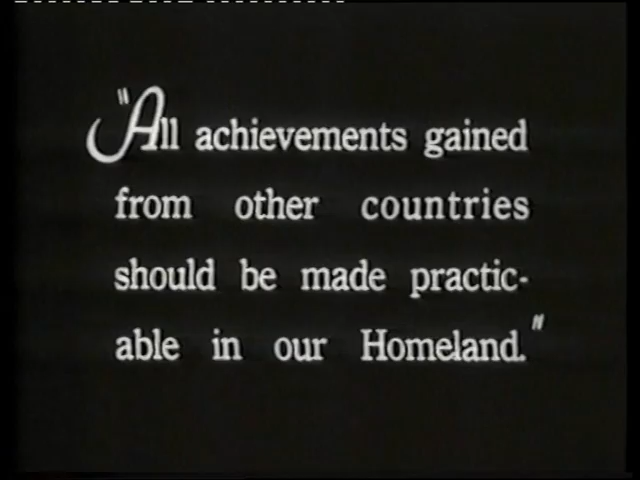 "All achievements gained
from other countries
should be made practic-
able in our Homeland."